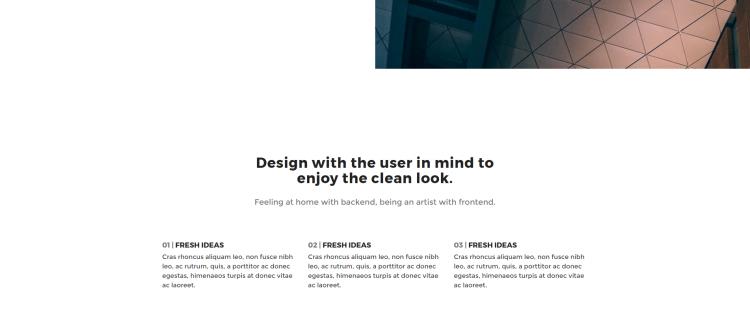 Design with the user in mind to
enjoy the clean look.
Feeling at home with backend, being an artist with frontend.
01 | FRESH IDEAS
Cras rhoncus aliquam leo, non fusce nibh
leo, ac rutrum, quis, a porttitor ac donec
egestas, himenaeos turpis at donec vitae
ac laoreet.
02 | FRESH IDEAS
Cras rhoncus aliquam leo, non fusce nibh
leo, ac rutrum, quis, a porttitor ac donec
egestas, himenaeos turpis at donec vitae
ac laoreet.
03 | FRESH IDEAS
Cras rhoncus aliquam leo, non fusce nibh
leo, ac rutrum, quis, a porttitor ac donec
egestas, himenaeos turpis at donec vitae
ac laoreet.